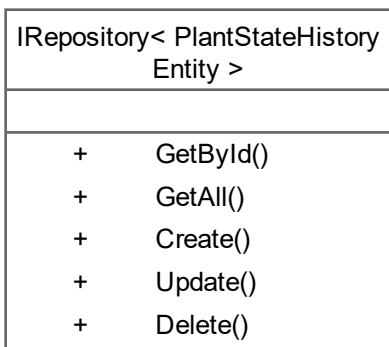 IRepository< PlantStateHistory
Entity >
+ GetById()
+ GetAll()
+ Create()
+ Update()
+ Delete()